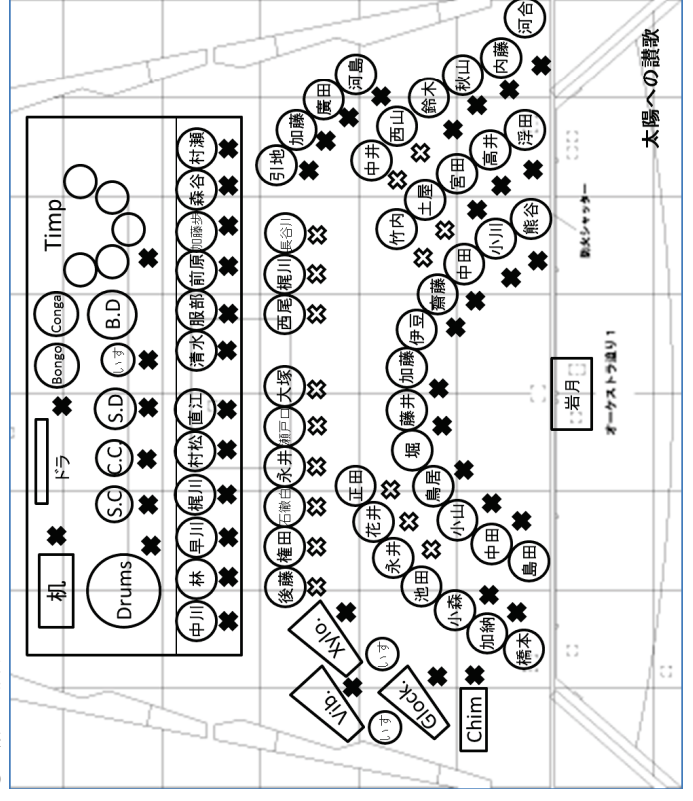 太陽への讃歌
Timp
Conga
Bongo
B.D
いす
S.D
C.C.
S.C
ドラ
机
Drums
中川
林
早川
梶川
村松
直江
清水
服部
前原
加藤歩
森谷
村瀬
後藤
権田
石徹白
永井
瀬戸口
大塚
西尾
梶川
長谷川
引地
加藤
廣田
河島
中井
西山
鈴木
秋山
内藤
河合
竹内
土屋
宮田
高井
浮田
正田
花井
永井
池田
小森
加納
橋本
堀
藤井
加藤
伊豆
齋藤
中田
小川
熊谷
鳥居
小山
中田
島田
Xylo.
Vib.
いす
いす
Glock.
Chim
岩月
オーケストラ迫り1
防火シャッター